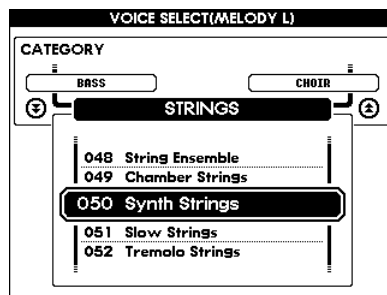 VOICE SELECT(MELODY L)
CATEGORY
BASS CHOIR
STRINGS
048 String Ensemble
049 Chamber Strings
050 Synth Strings
051 Slow Strings
052 Tremolo Strings